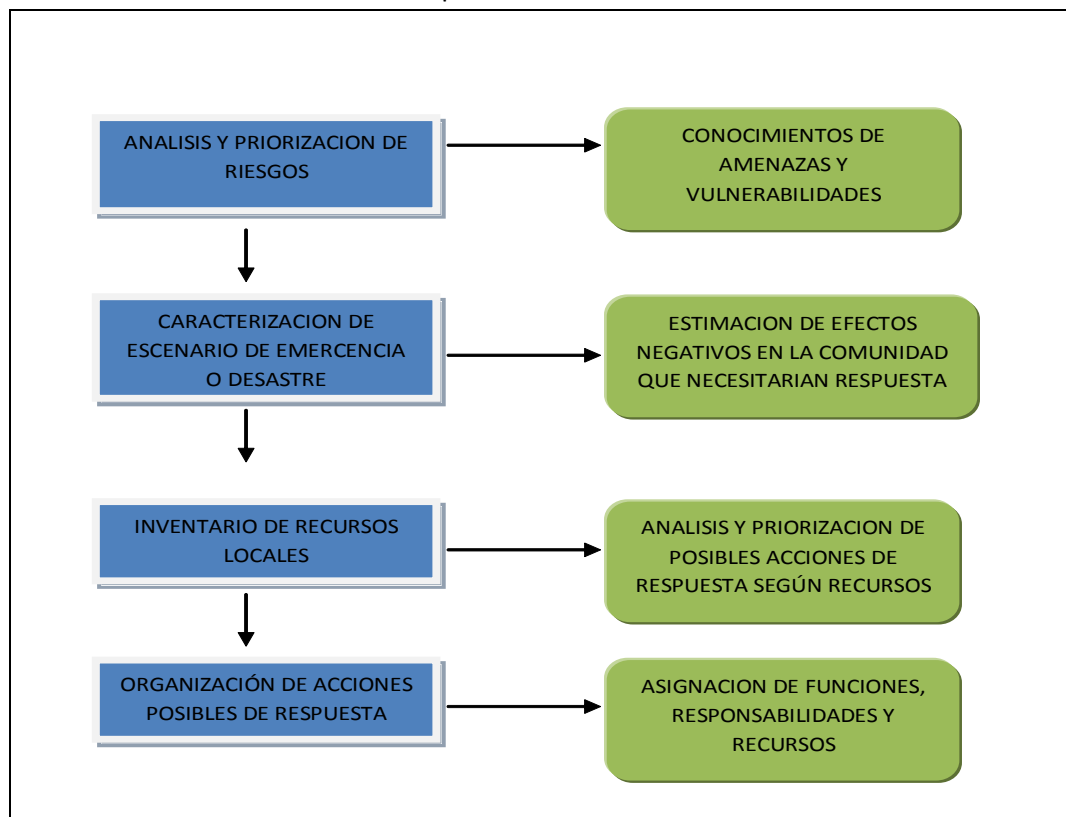 ANALISIS Y PRIORIZACION DE
RIESGOS
CONOCIMIENTOS DE
AMENAZAS Y
VULNERABILIDADES
CARACTERIZACION DE
ESCENARIO DE EMERCENCIA
O DESASTRE
ESTIMACION DE EFECTOS
NEGATIVOS EN LA COMUNIDAD
QUE NECESITARIAN RESPUESTA
INVENTARIO DE RECURSOS
LOCALES
ANALISIS Y PRIORIZACION DE
POSIBLES ACCIONES DE
RESPUESTA SEGÚN RECURSOS
ORGANIZACIÓN DE ACCIONES
POSIBLES DE RESPUESTA
ASIGNACION DE FUNCIONES,
RESPONSABILIDADES Y
RECURSOS